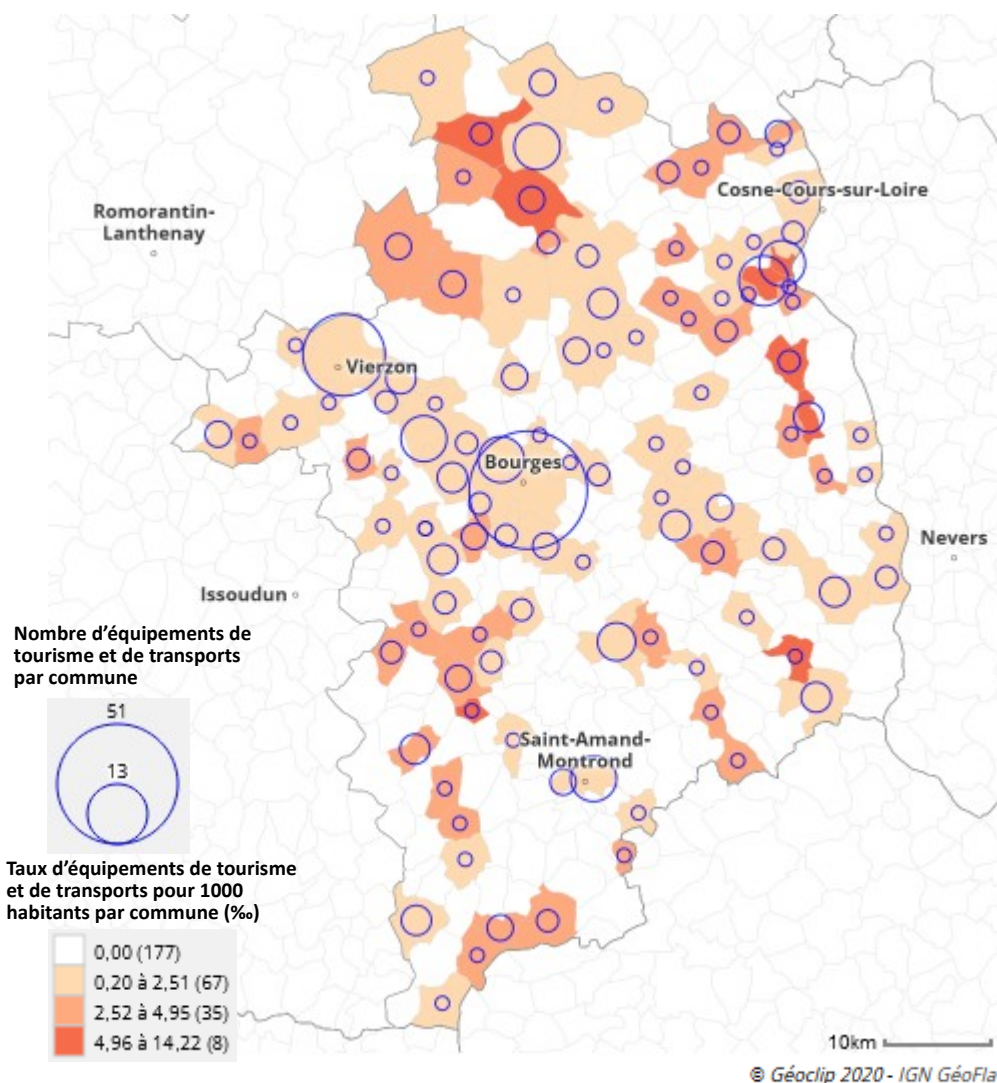 Cosne-Cours-sur-Loire
Romorantin-
Lanthenay
Vierzon
Bourges
Nevers
Issoudun
Saint-Amand-
Montrond
Nombre d’équipements de
tourisme et de transports
par commune
51
13
Taux d’équipements de tourisme
et de transports pour 1000
habitants par commune (‰)
0,00 (177)
0,20 à 2,51 (67)
2,52 à 4,95 (35)
4,96 à 14,22 (8)
10km
© Géoclip 2020 - IGN GéoFla